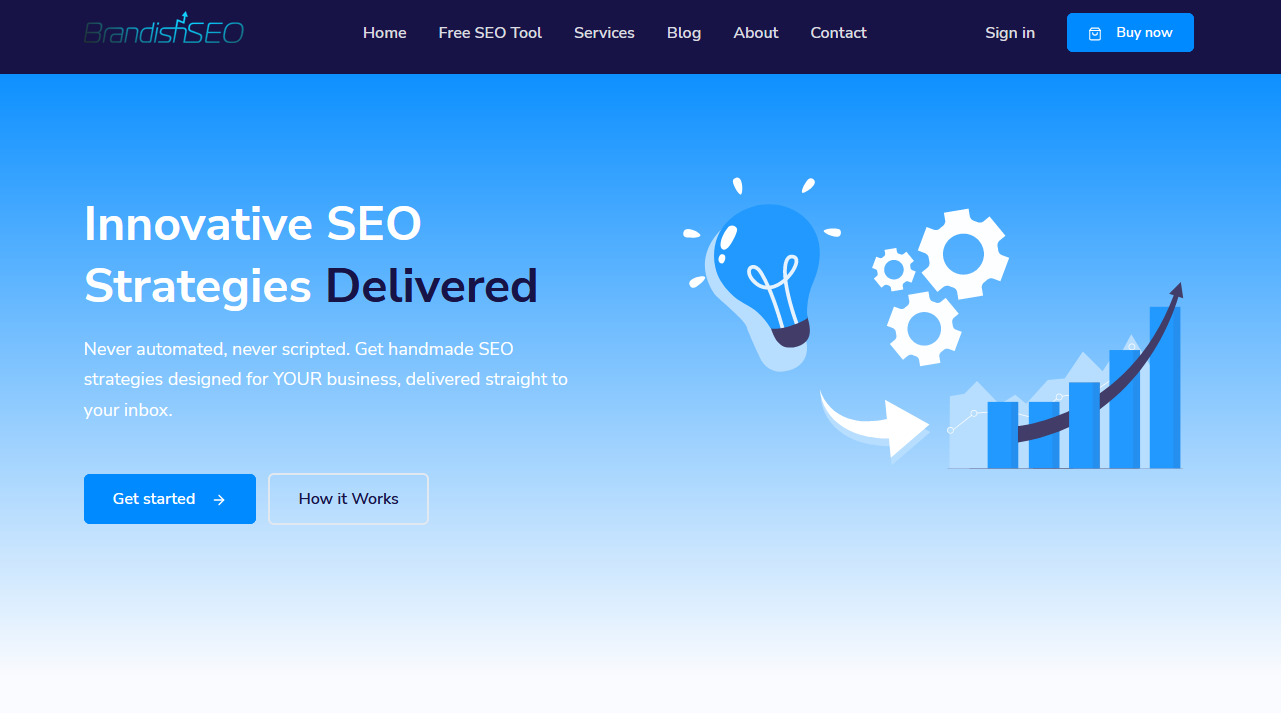 BrandishSEO
Home Free SEO Tool Services Blog About Contact Sign in Buy now
Innovative SEO
Strategies Delivered
Never automated, never scripted. Get handmade SEO
strategies designed for YOUR business, delivered straight to
your inbox.
Get started How it Works